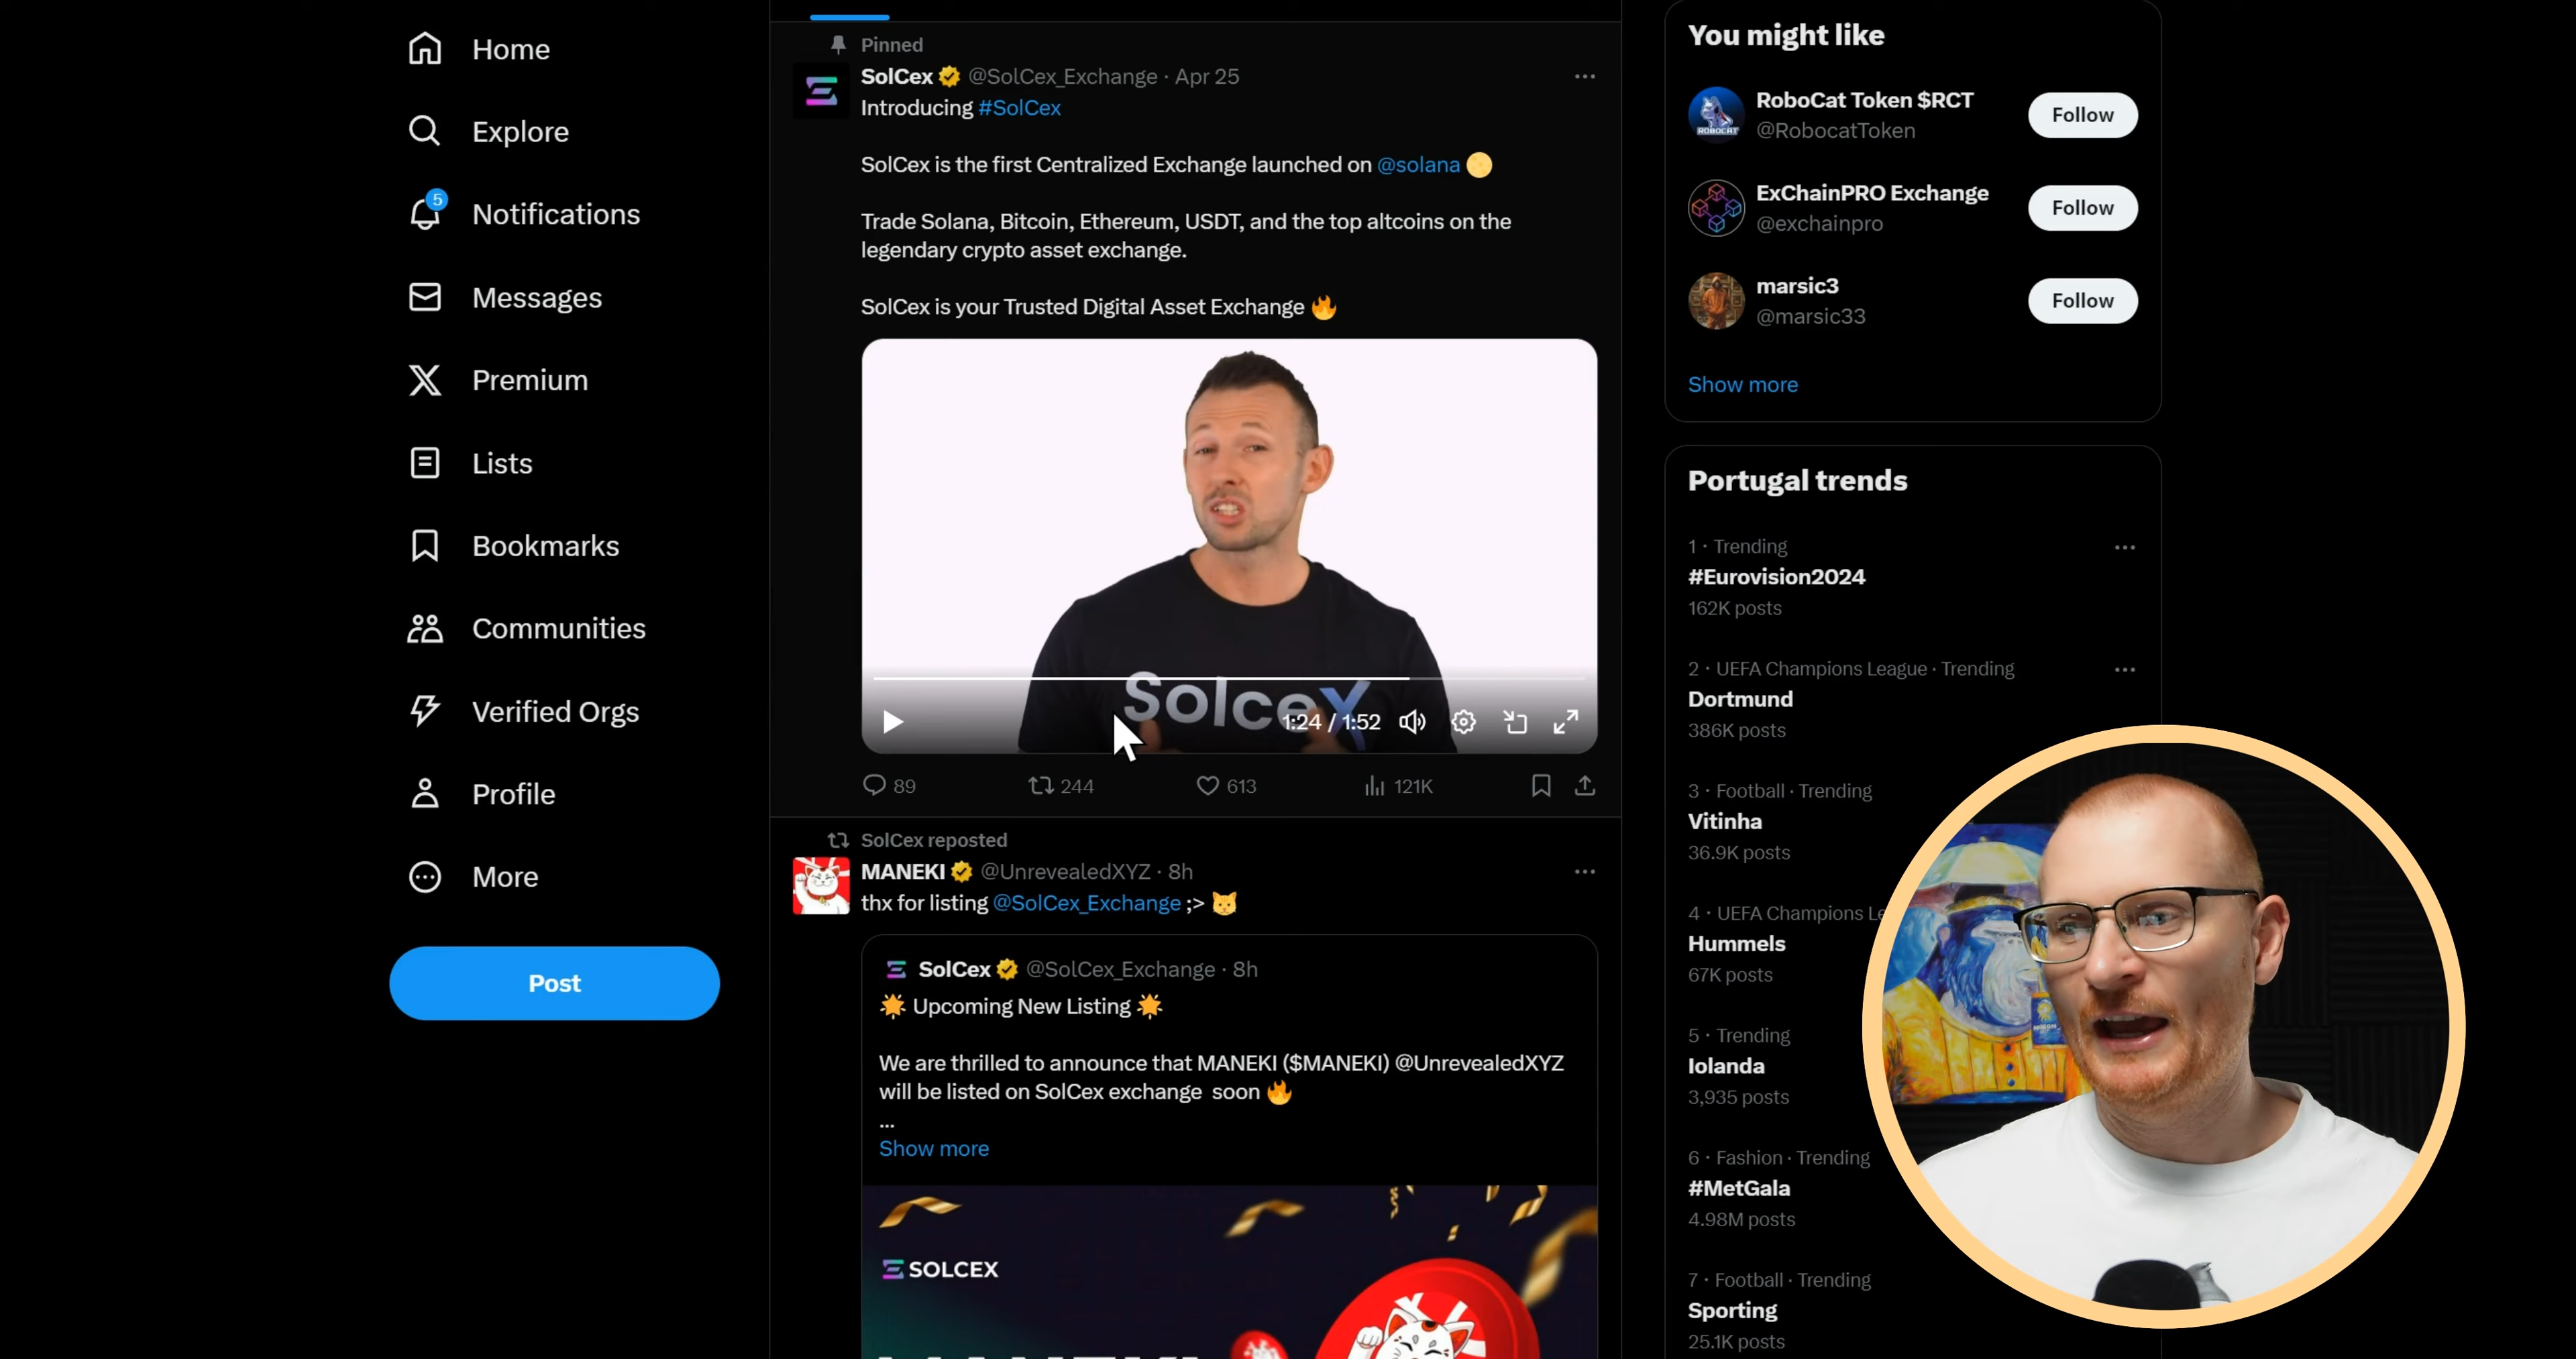 Home
Explore
5
Notifications
Messages
Premium
Lists
Bookmarks
Communities
Verified Orgs
Profile
More
Post
Pinned
SolCex @SolCex_Exchange · Apr 25
Introducing #SolCex
SolCex is the first Centralized Exchange launched on @solana 🌕
Trade Solana, Bitcoin, Ethereum, USDT, and the top altcoins on the
legendary crypto asset exchange.
SolCex is your Trusted Digital Asset Exchange 🔥
SolceX
1:24 / 1:52
89 244 613 121K
SolCex reposted
MANEKI @UnrevealedXYZ · 8h
thx for listing @SolCex_Exchange ;> 🐱
SolCex @SolCex_Exchange · 8h
🌟 Upcoming New Listing 🌟
We are thrilled to announce that MANEKI ($MANEKI) @UnrevealedXYZ
will be listed on SolCex exchange soon 🔥
...
Show more
SOLCEX
You might like
RoboCat Token $RCT
@RobocatToken
Follow
ROBOCAT
ExChainPRO Exchange
@exchainpro
Follow
marsic3
@marsic33
Follow
Show more
Portugal trends
1 · Trending
#Eurovision2024
162K posts
2 · UEFA Champions League · Trending
Dortmund
386K posts
3 · Football · Trending
Vitinha
36.9K posts
4 · UEFA Champions Le
Hummels
67K posts
5 · Trending
Iolanda
3,935 posts
6 · Fashion · Trending
#MetGala
4.98M posts
7 · Football · Trending
Sporting
25.1K posts